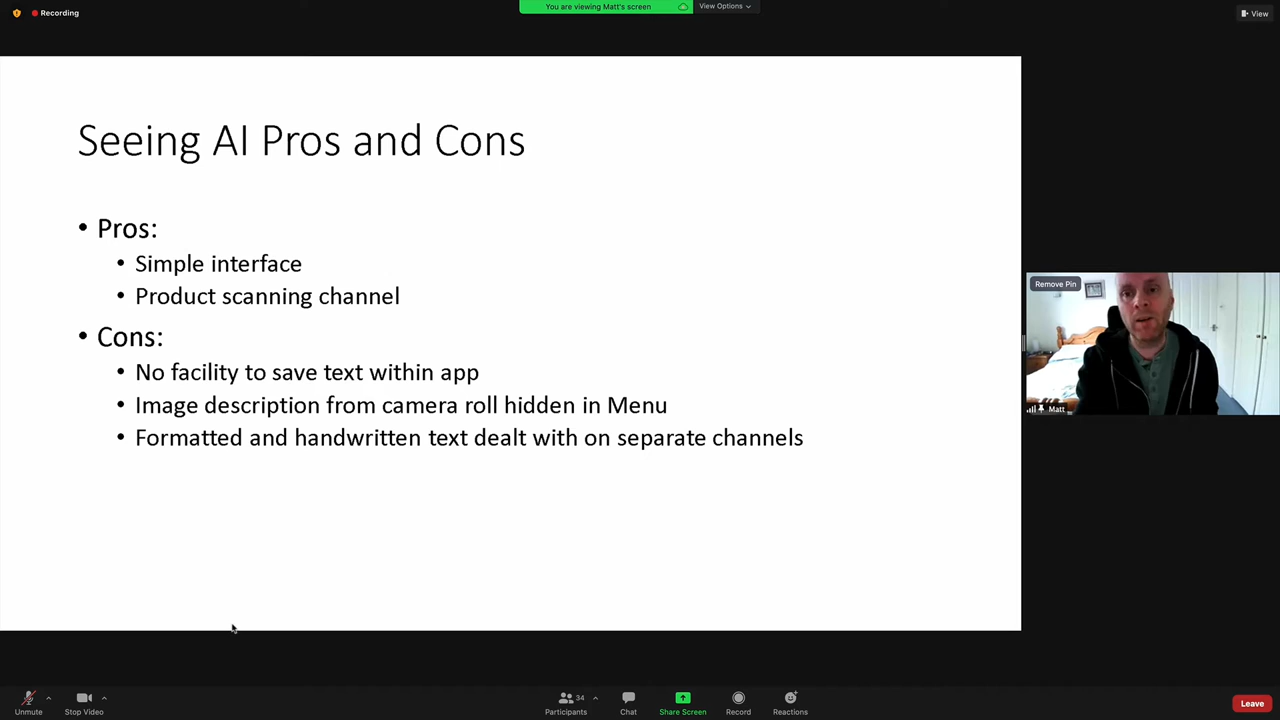 Recording
You are viewing Matt's screen
View Options
View
Seeing AI Pros and Cons
• Pros:
• Simple interface
• Product scanning channel
• Cons:
• No facility to save text within app
• Image description from camera roll hidden in Menu
• Formatted and handwritten text dealt with on separate channels
Remove Pin
Matt
Unmute
Stop Video
Participants
34
Chat
Share Screen
Record
Reactions
Leave